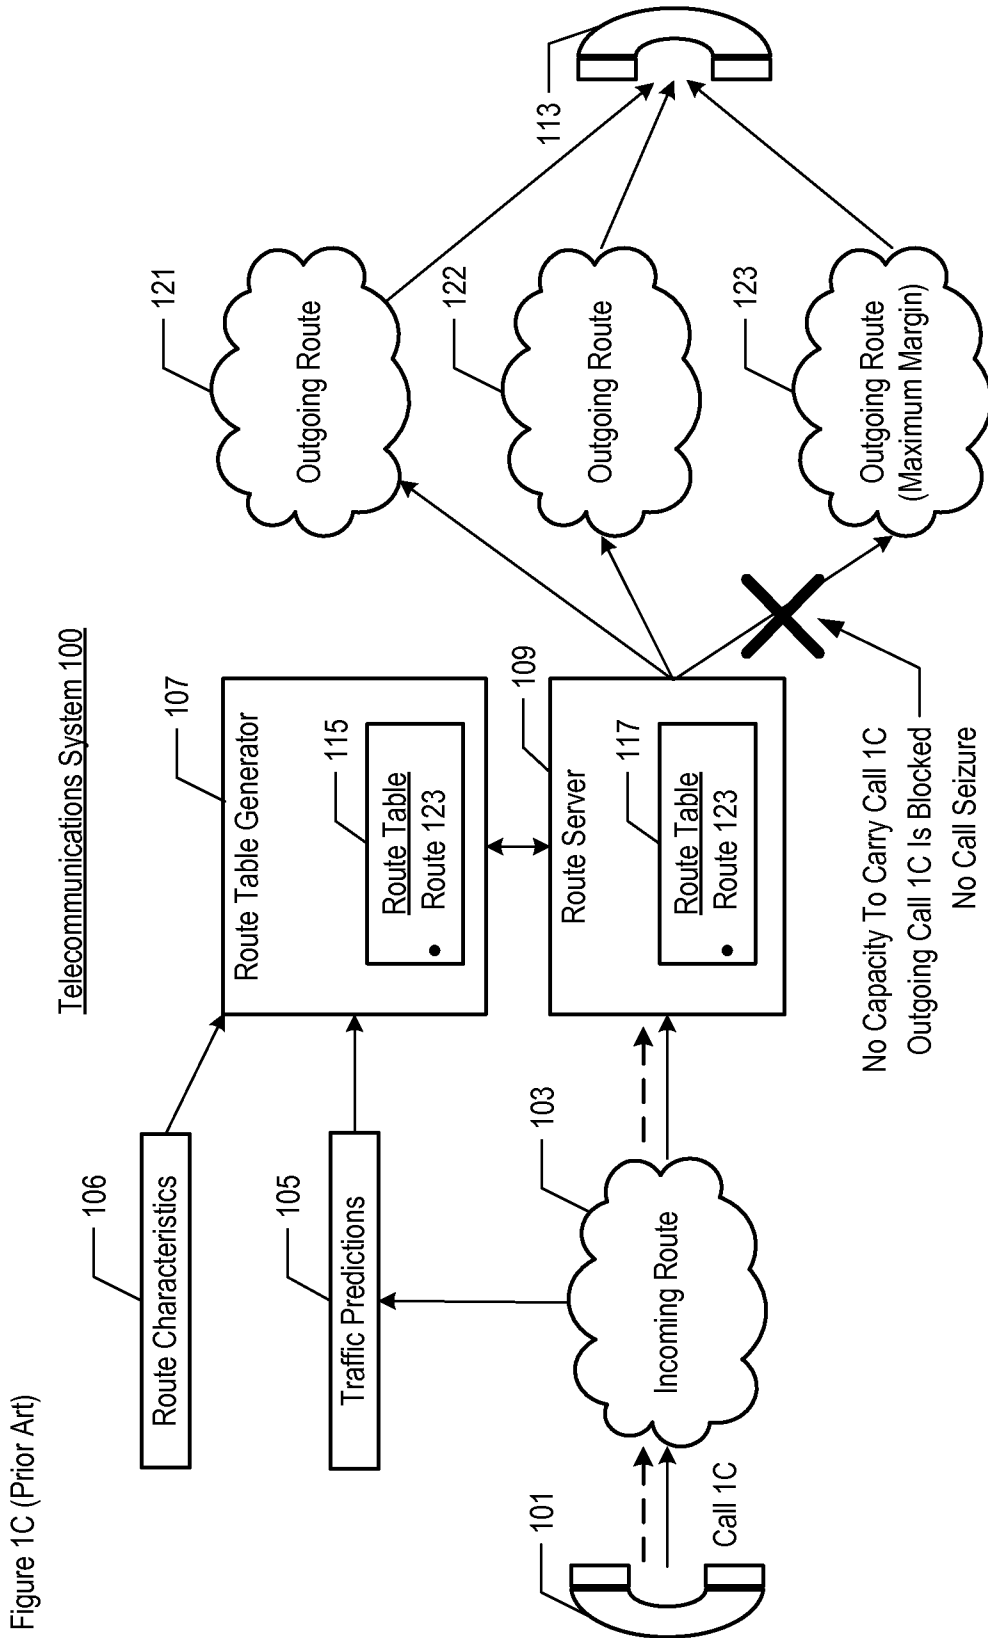 Figure 1C (Prior Art)
Telecommunications System 100
106
Route Characteristics
105
Traffic Predictions
107
Route Table Generator
115
Route Table
Route 123
109
Route Server
117
Route Table
Route 123
101
Call 1C
103
Incoming Route
121
Outgoing Route
122
Outgoing Route
123
Outgoing Route
(Maximum Margin)
113
No Capacity To Carry Call 1C
Outgoing Call 1C Is Blocked
No Call Seizure